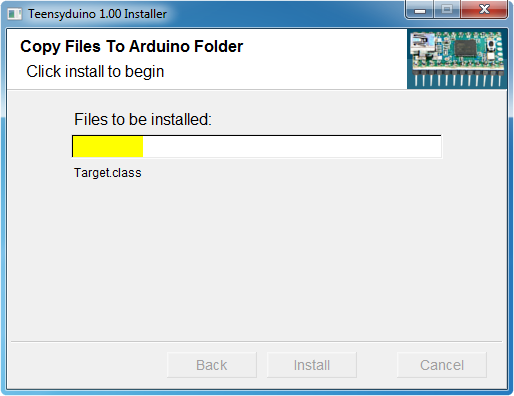 Teensyduino 1.00 Installer
Copy Files To Arduino Folder
Click install to begin
Files to be installed:
Target.class
Back
Install
Cancel